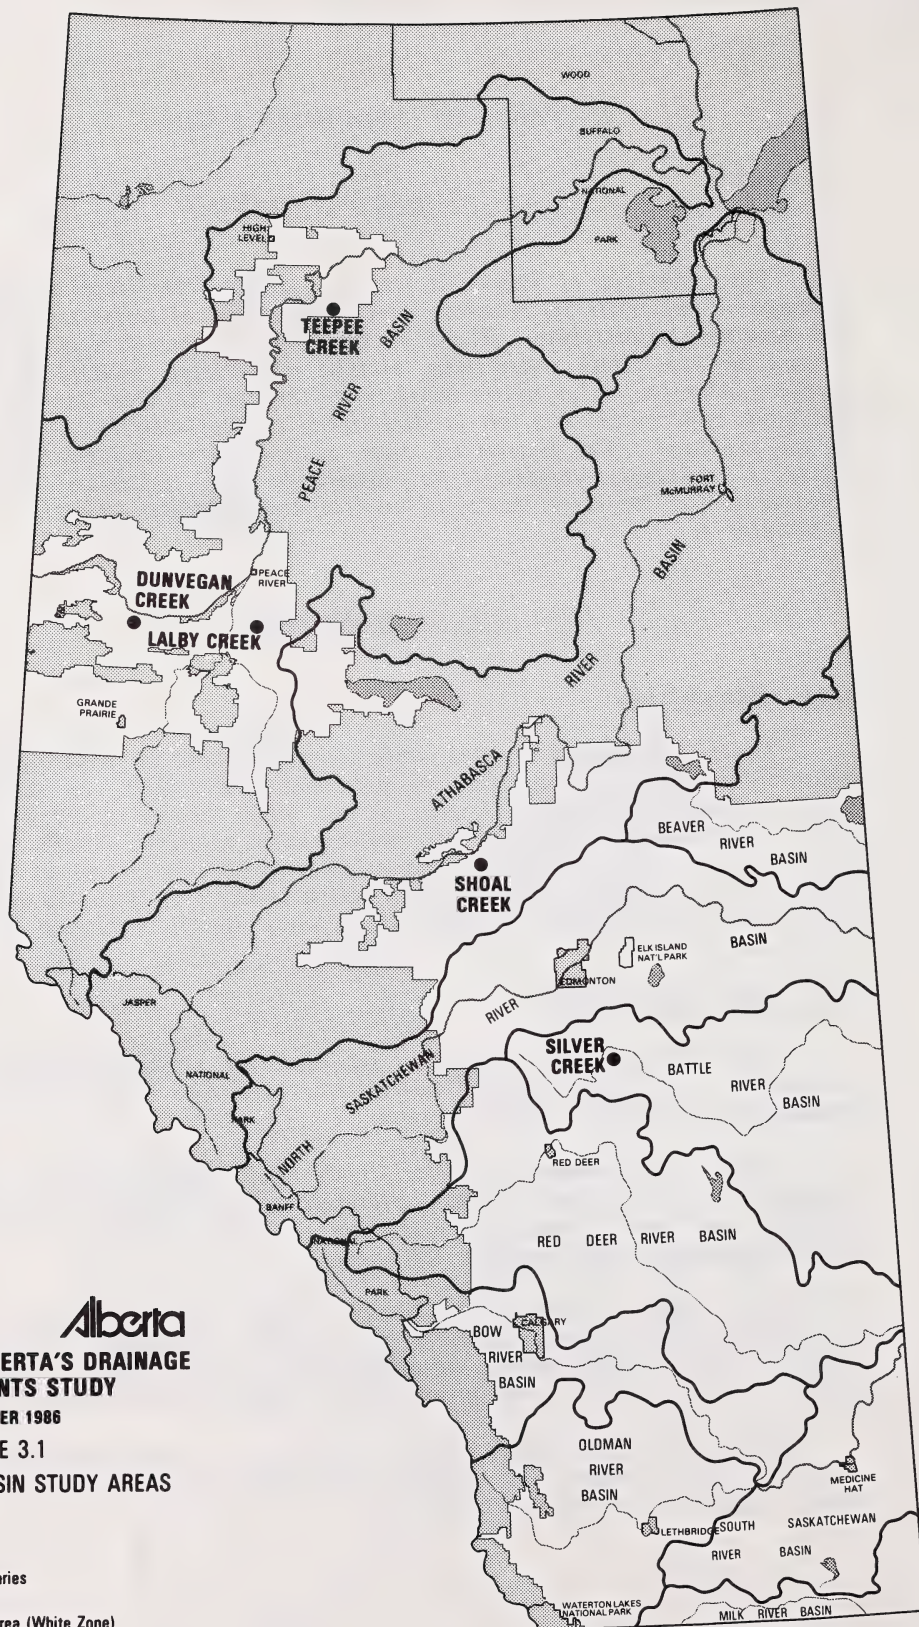 WOOD
BUFFALO
NATIONAL
PARK
HIGH
LEVEL
TEEPEE
CREEK
PEACE RIVER BASIN
FORT
McMURRAY
DUNVEGAN
CREEK
PEACE
RIVER
LALBY CREEK
GRANDE
PRAIRIE
ATHABASCA RIVER BASIN
BEAVER
RIVER
BASIN
SHOAL
CREEK
ELK ISLAND
NAT'L PARK
EDMONTON
NORTH SASKATCHEWAN RIVER BASIN
JASPER
NATIONAL
PARK
SILVER
CREEK
BATTLE
RIVER
BASIN
RED DEER
BANFF
NATIONAL
PARK
RED DEER RIVER BASIN
CALGARY
BOW
RIVER
BASIN
OLDMAN
RIVER
BASIN
MEDICINE
HAT
LETHBRIDGE
SOUTH SASKATCHEWAN
RIVER BASIN
WATERTON LAKES
NATIONAL PARK
MILK RIVER BASIN
Alberta
ERTA'S DRAINAGE
NTS STUDY
ER 1986
E 3.1
SIN STUDY AREAS
aries
rea (White Zone)